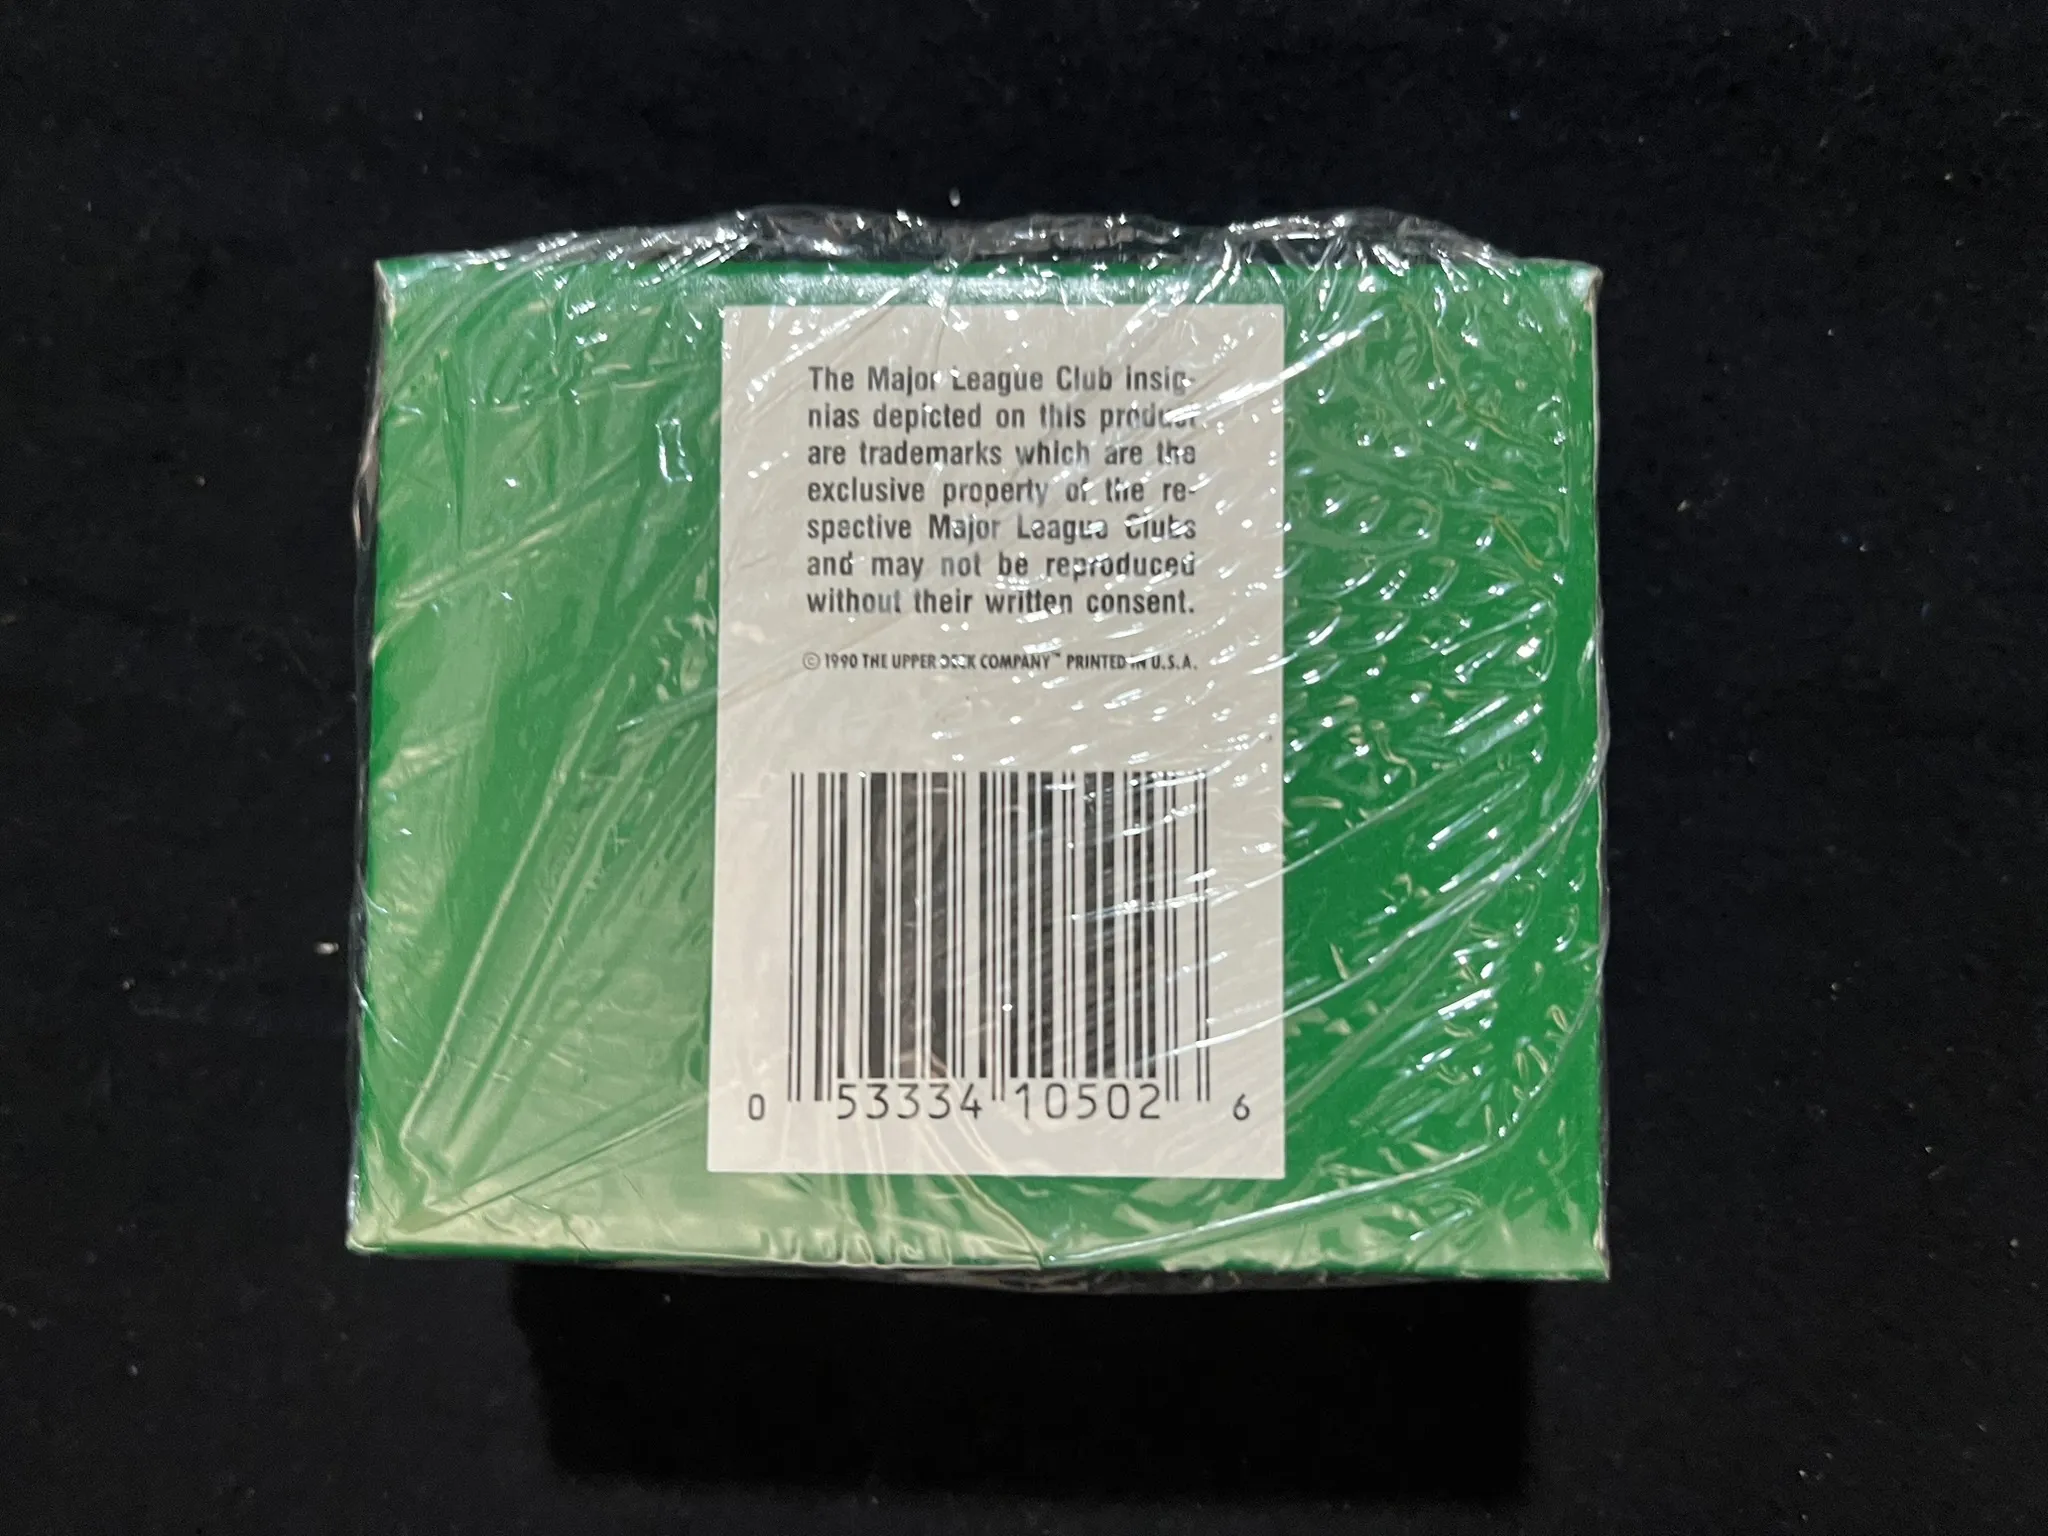 The Major League Club insig-
nias depicted on this product
are trademarks which are the
exclusive property of the re-
spective Major League Clubs
and may not be reproduced
without their written consent.
© 1990 THE UPPER DECK COMPANY™ PRINTED IN U.S.A.
0 53334 10502 6